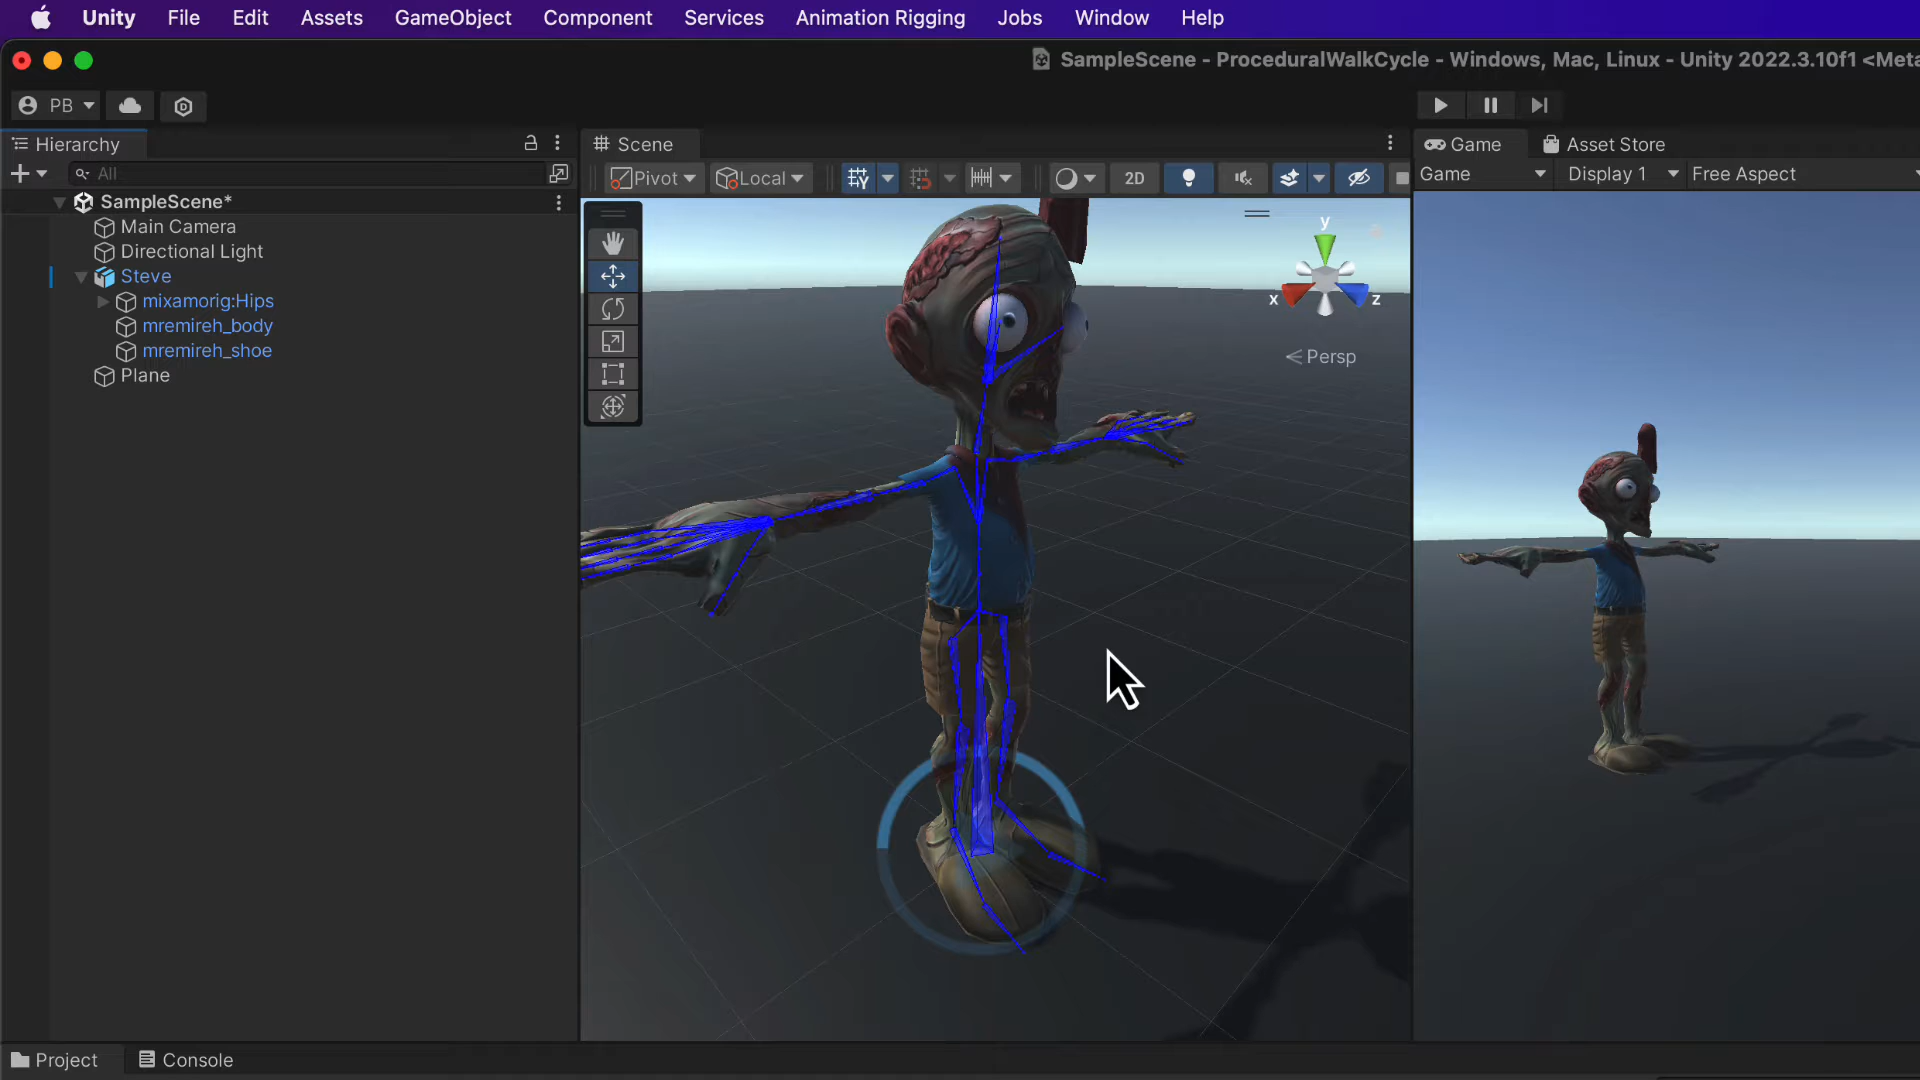 Unity File Edit Assets GameObject Component Services Animation Rigging Jobs Window Help
SampleScene - ProceduralWalkCycle - Windows, Mac, Linux - Unity 2022.3.10f1 <Meta
PB
Hierarchy
All
SampleScene*
Main Camera
Directional Light
Steve
mixamorig:Hips
mremireh_body
mremireh_shoe
Plane
Scene
Pivot Local 2D
y
x z
Persp
Game Asset Store
Game Display 1 Free Aspect
Project Console